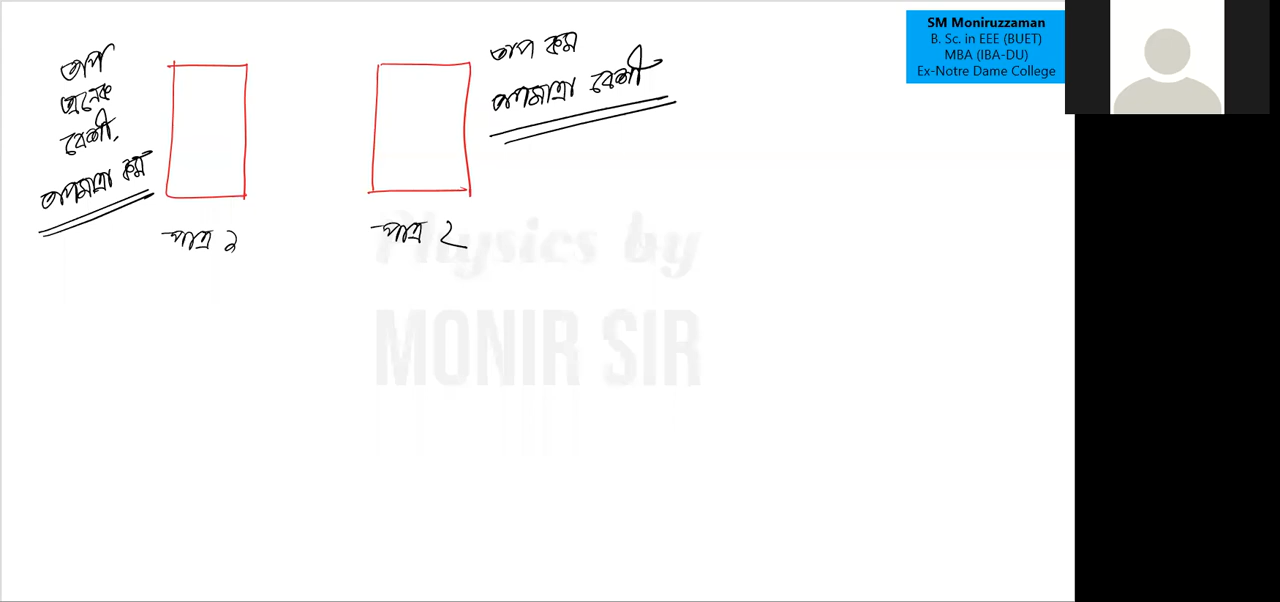 তাপ
অনেক
বেশী,
তাপমাত্রা কম
পাত্র ১
তাপ কম
তাপমাত্রা বেশী
পাত্র ২
Physics by
MONIR SIR
SM Moniruzzaman
B. Sc. in EEE (BUET)
MBA (IBA-DU)
Ex-Notre Dame College